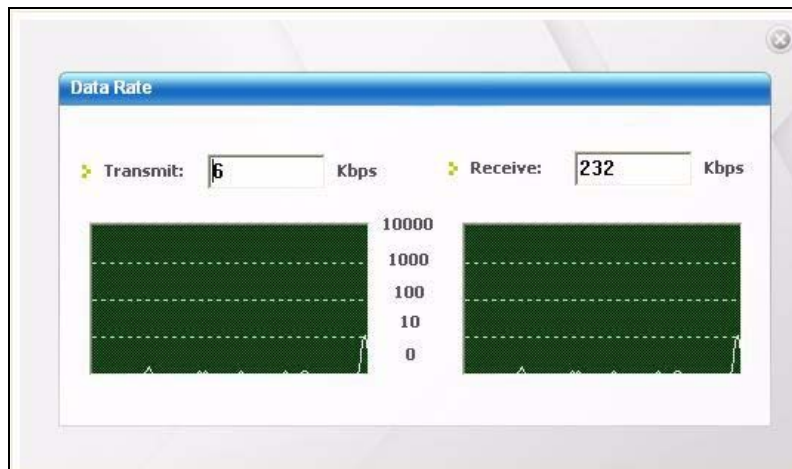 Data Rate
Transmit: 6 Kbps
Receive: 232 Kbps
10000
1000
100
10
0